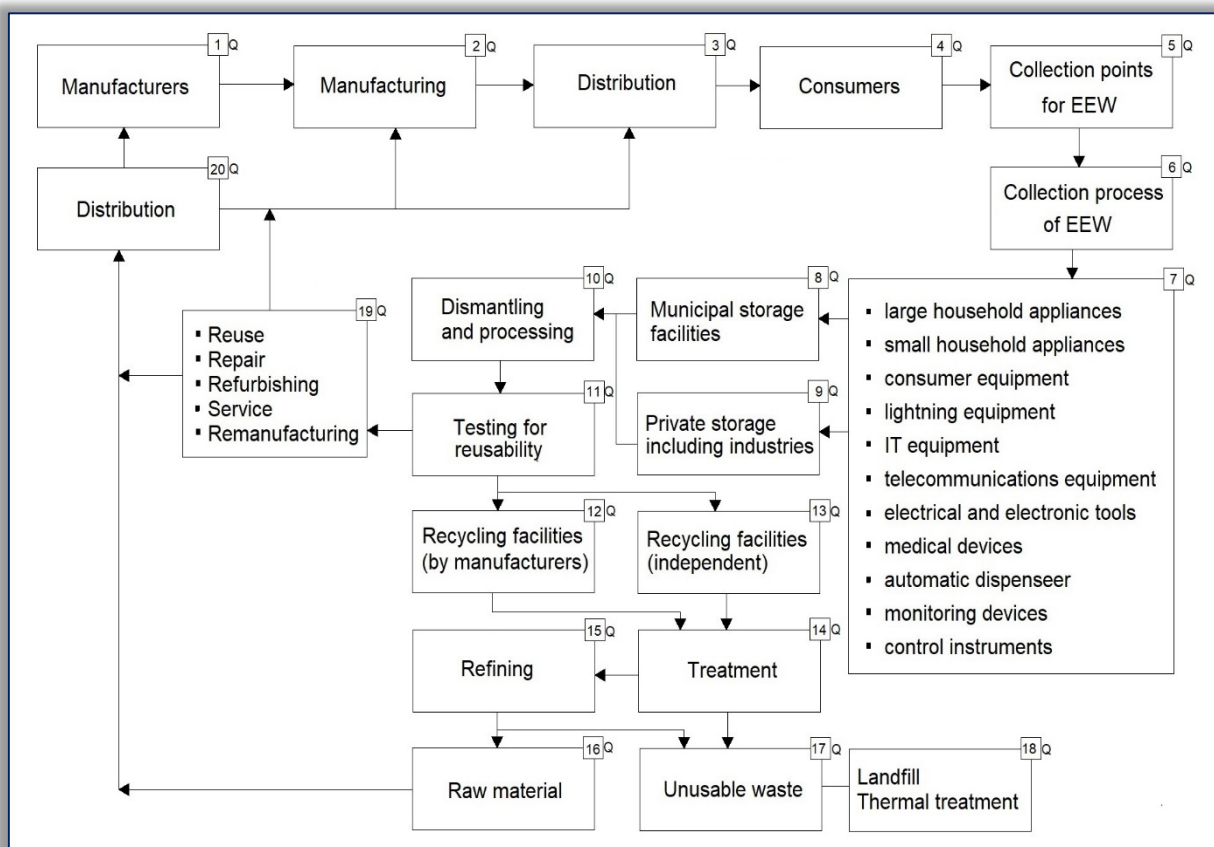 1 Q
Manufacturers
2 Q
Manufacturing
3 Q
Distribution
4 Q
Consumers
5 Q
Collection points
for EEW
20 Q
Distribution
6 Q
Collection process
of EEW
19 Q
▪ Reuse
▪ Repair
▪ Refurbishing
▪ Service
▪ Remanufacturing
10 Q
Dismantling
and processing
8 Q
Municipal storage
facilities
7 Q
▪ large household appliances
▪ small household appliances
▪ consumer equipment
▪ lightning equipment
▪ IT equipment
▪ telecommunications equipment
▪ electrical and electronic tools
▪ medical devices
▪ automatic dispenseer
▪ monitoring devices
▪ control instruments
11 Q
Testing for
reusability
9 Q
Private storage
including industries
12 Q
Recycling facilities
(by manufacturers)
13 Q
Recycling facilities
(independent)
15 Q
Refining
14 Q
Treatment
16 Q
Raw material
17 Q
Unusable waste
18 Q
Landfill
Thermal treatment